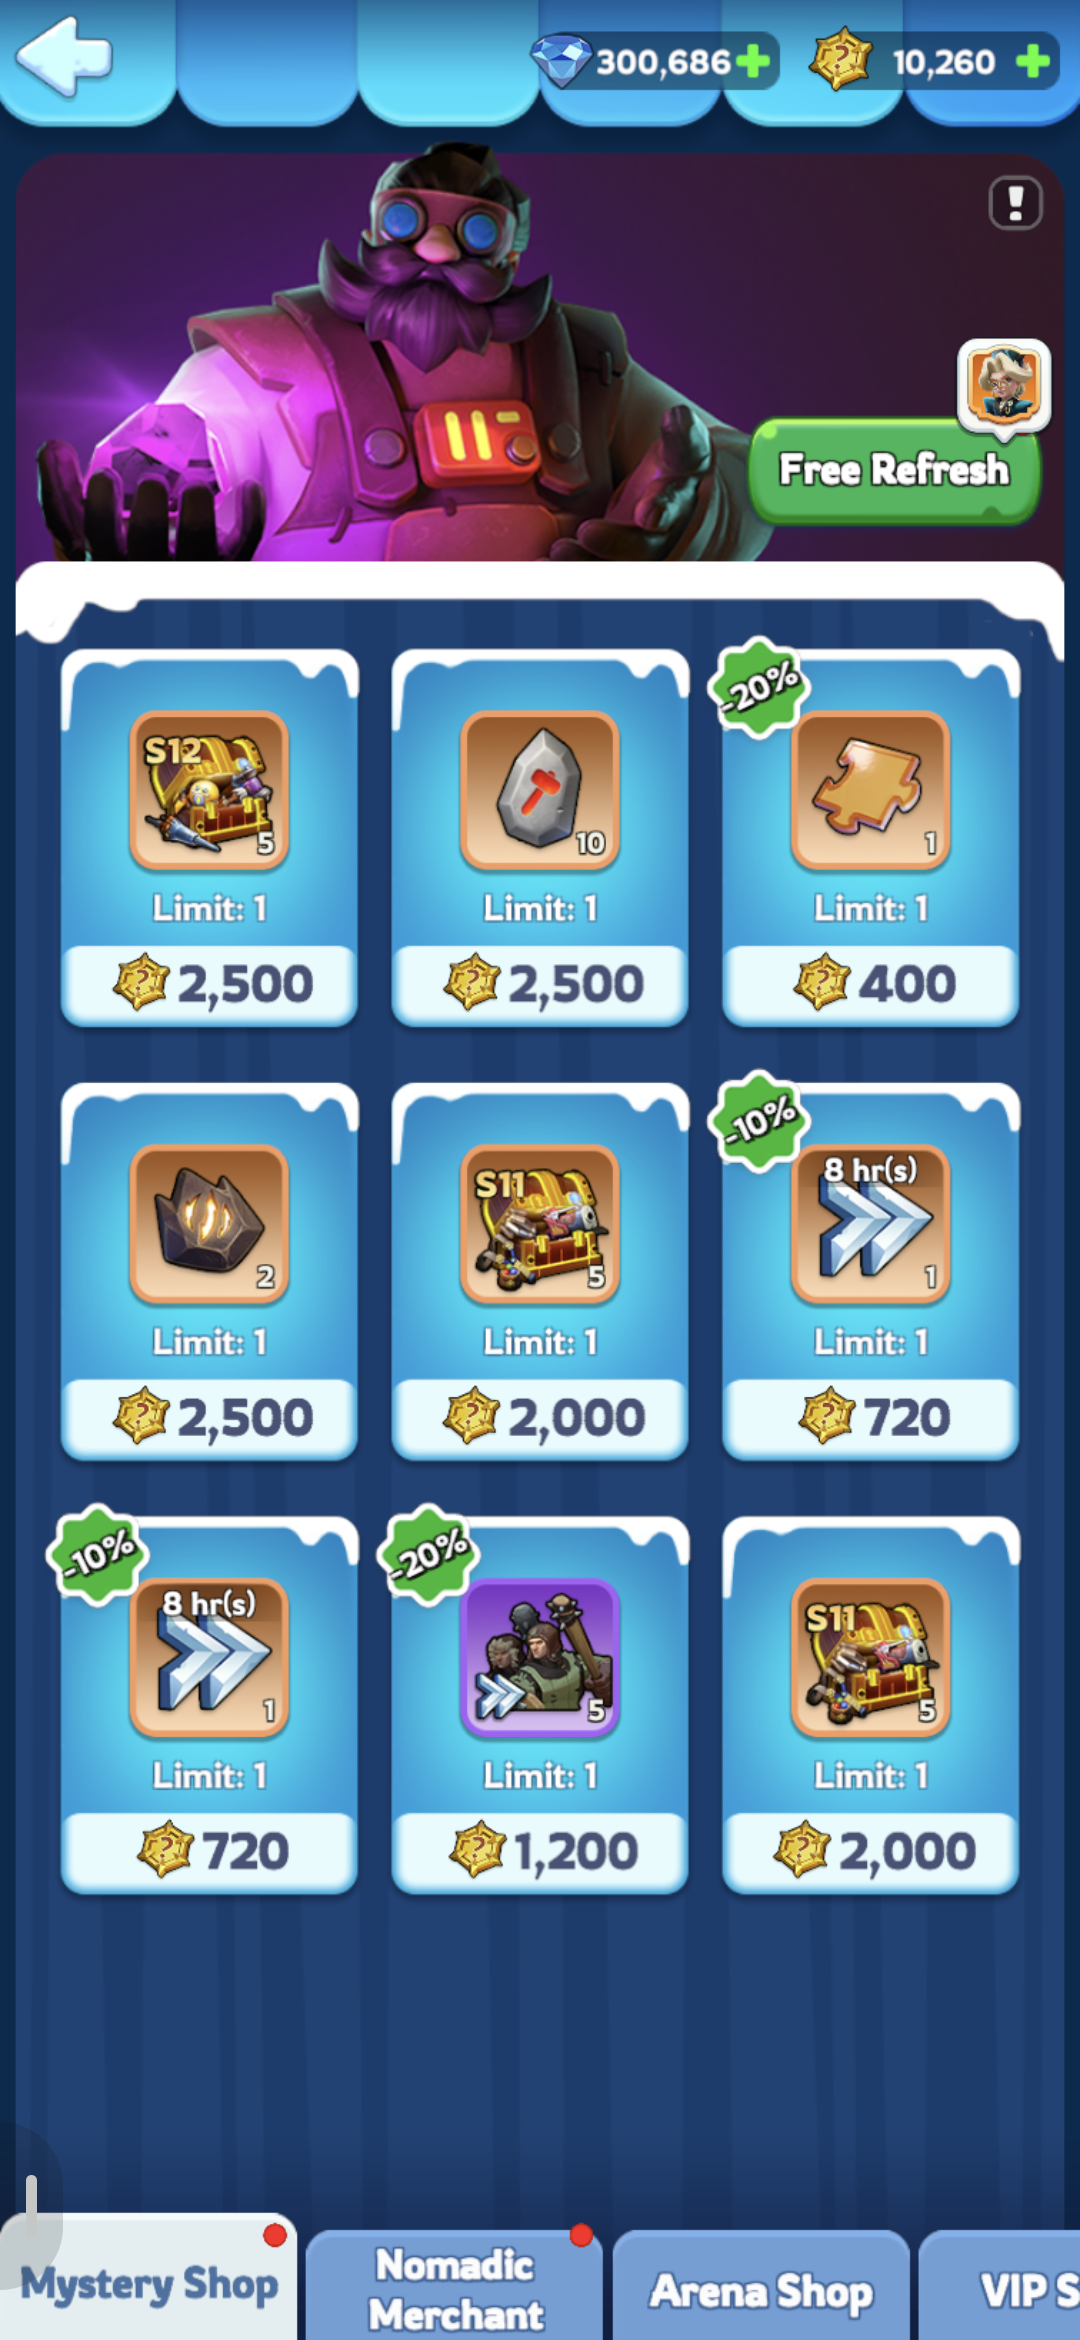 300,686
10,260
Free Refresh
S12
5
Limit: 1
2,500
10
Limit: 1
2,500
-20%
1
Limit: 1
400
2
Limit: 1
2,500
S11
5
Limit: 1
2,000
-10%
8 hr(s)
1
Limit: 1
720
-10%
8 hr(s)
1
Limit: 1
720
-20%
5
Limit: 1
1,200
S11
5
Limit: 1
2,000
Mystery Shop
Nomadic
Merchant
Arena Shop
VIP S